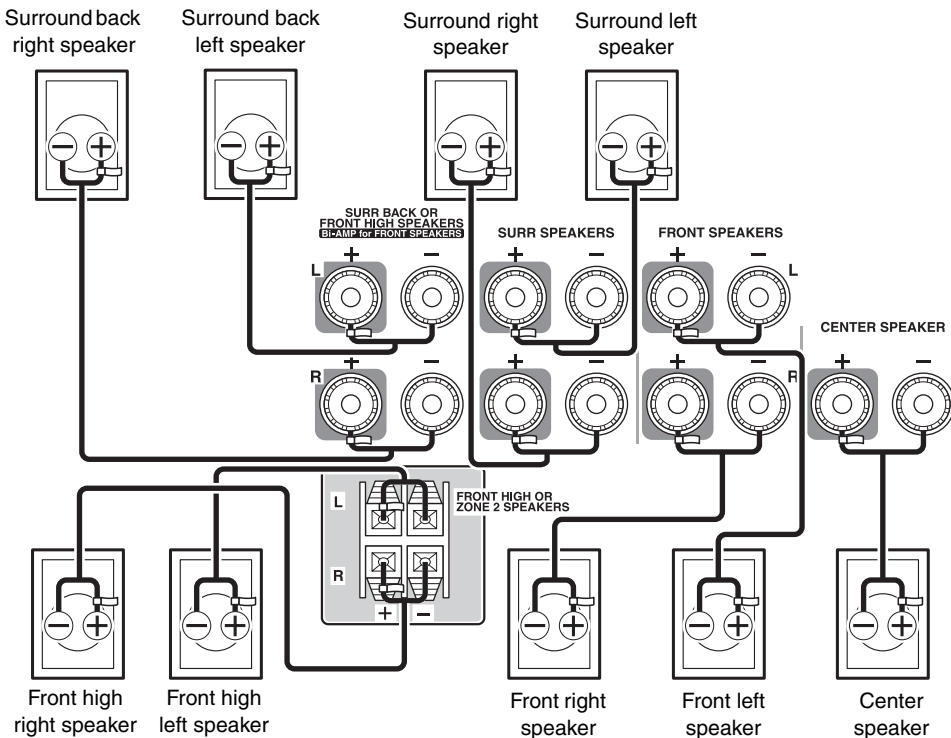 Surround back
right speaker
Surround back
left speaker
Surround right
speaker
Surround left
speaker
− +
− +
− +
− +
SURR BACK OR
FRONT HIGH SPEAKERS
Bi-AMP for FRONT SPEAKERS
SURR SPEAKERS
FRONT SPEAKERS
+ −
+ −
+ −
L
L
CENTER SPEAKER
+ −
+ −
+ −
+ −
R
R
L
FRONT HIGH OR
ZONE 2 SPEAKERS
R
+ −
− +
− +
− +
− +
− +
Front high
right speaker
Front high
left speaker
Front right
speaker
Front left
speaker
Center
speaker